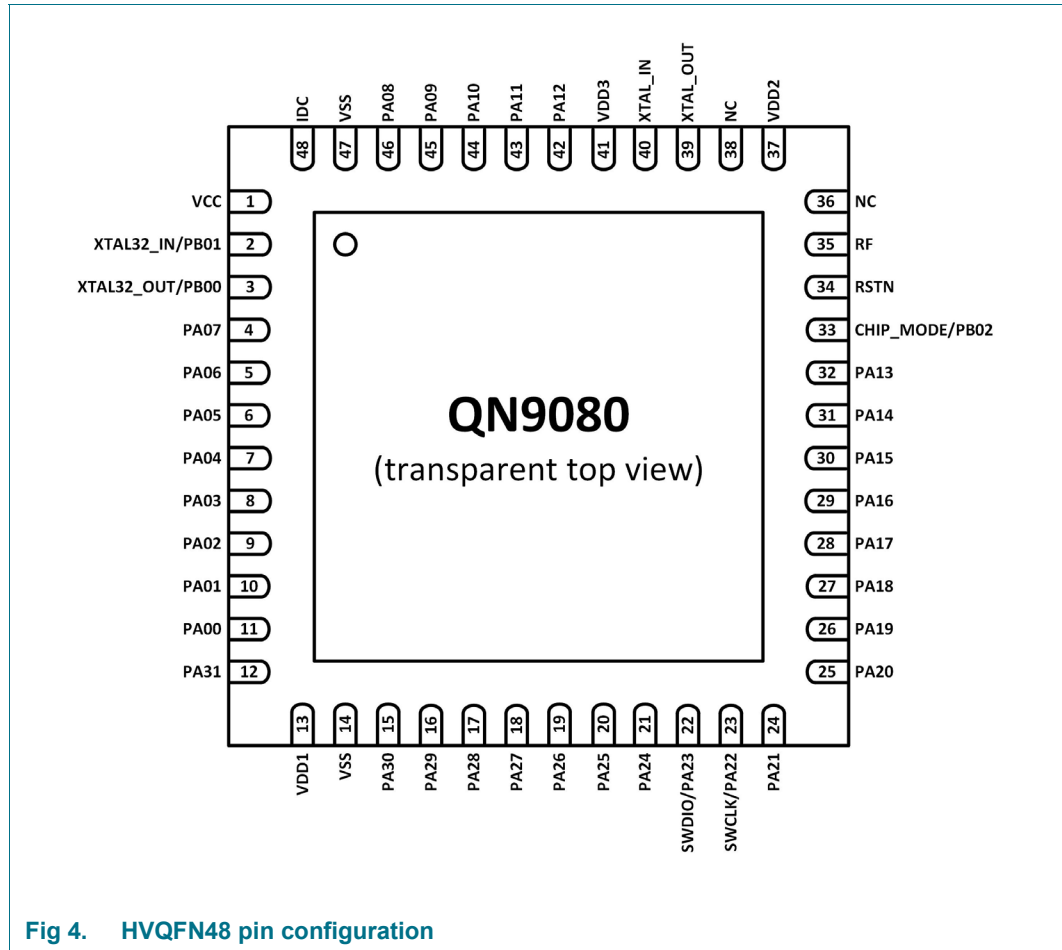 IDC
VSS
PA08
PA09
PA10
PA11
PA12
VDD3
XTAL_IN
XTAL_OUT
NC
VDD2
48
47
46
45
44
43
42
41
40
39
38
37
VCC 1
XTAL32_IN/PB01 2
XTAL32_OUT/PB00 3
PA07 4
PA06 5
PA05 6
PA04 7
PA03 8
PA02 9
PA01 10
PA00 11
PA31 12
QN9080
(transparent top view)
36 NC
35 RF
34 RSTN
33 CHIP_MODE/PB02
32 PA13
31 PA14
30 PA15
29 PA16
28 PA17
27 PA18
26 PA19
25 PA20
13
14
15
16
17
18
19
20
21
22
23
24
VDD1
VSS
PA30
PA29
PA28
PA27
PA26
PA25
PA24
SWDIO/PA23
SWCLK/PA22
PA21
Fig 4. HVQFN48 pin configuration